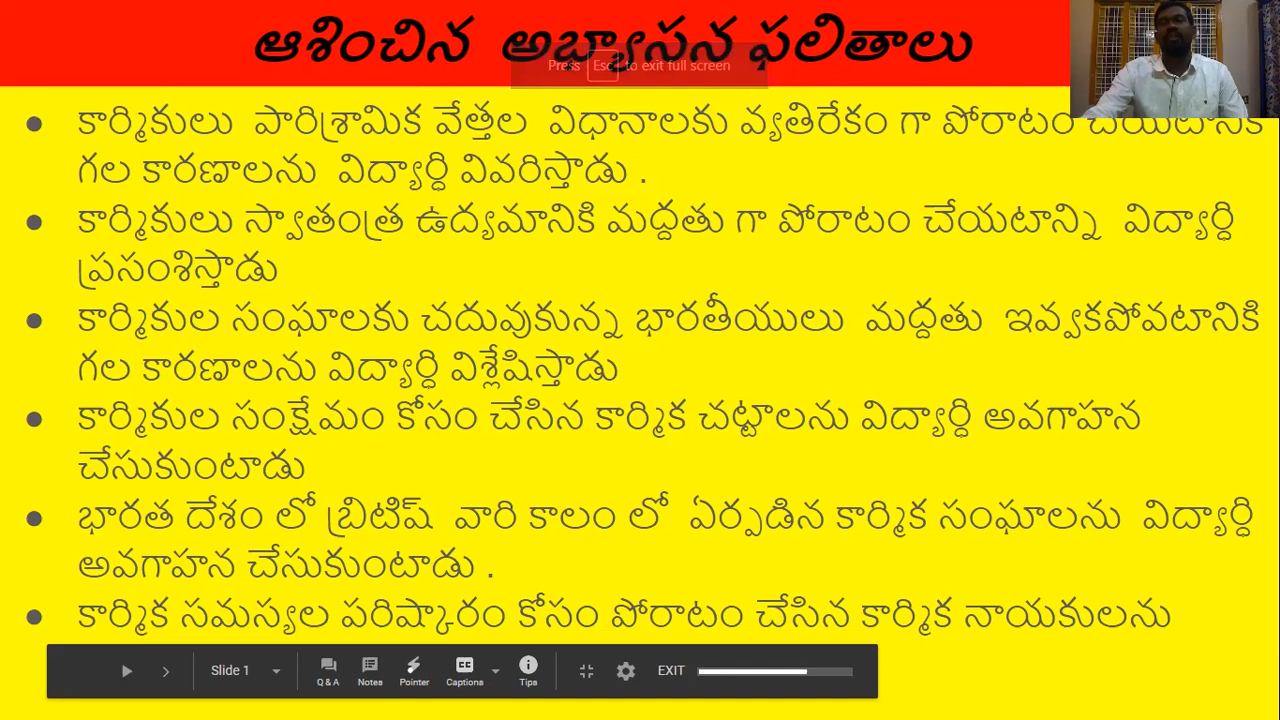 ఆశించిన అభ్యాసన ఫలితాలు
Press Esc to exit full screen
● కార్మికులు పారిశ్రామిక వేత్తల విధానాలకు వ్యతిరేకం గా పోరాటం చేయటానికి
గల కారణాలను విద్యార్ధి వివరిస్తాడు .
● కార్మికులు స్వాతంత్ర ఉద్యమానికి మద్దతు గా పోరాటం చేయటాన్ని విద్యార్ధి
ప్రసంశిస్తాడు
● కార్మికుల సంఘాలకు చదువుకున్న భారతీయులు మద్దతు ఇవ్వకపోవటానికి
గల కారణాలను విద్యార్ధి విశ్లేషిస్తాడు
● కార్మికుల సంక్షేమం కోసం చేసిన కార్మిక చట్టాలను విద్యార్ధి అవగాహన
చేసుకుంటాడు
● భారత దేశం లో బ్రిటిష్ వారి కాలం లో ఏర్పడిన కార్మిక సంఘాలను విద్యార్ధి
అవగాహన చేసుకుంటాడు .
● కార్మిక సమస్యల పరిష్కారం కోసం పోరాటం చేసిన కార్మిక నాయకులను
Slide 1 Q & A Notes Pointer CC Captions Tips EXIT